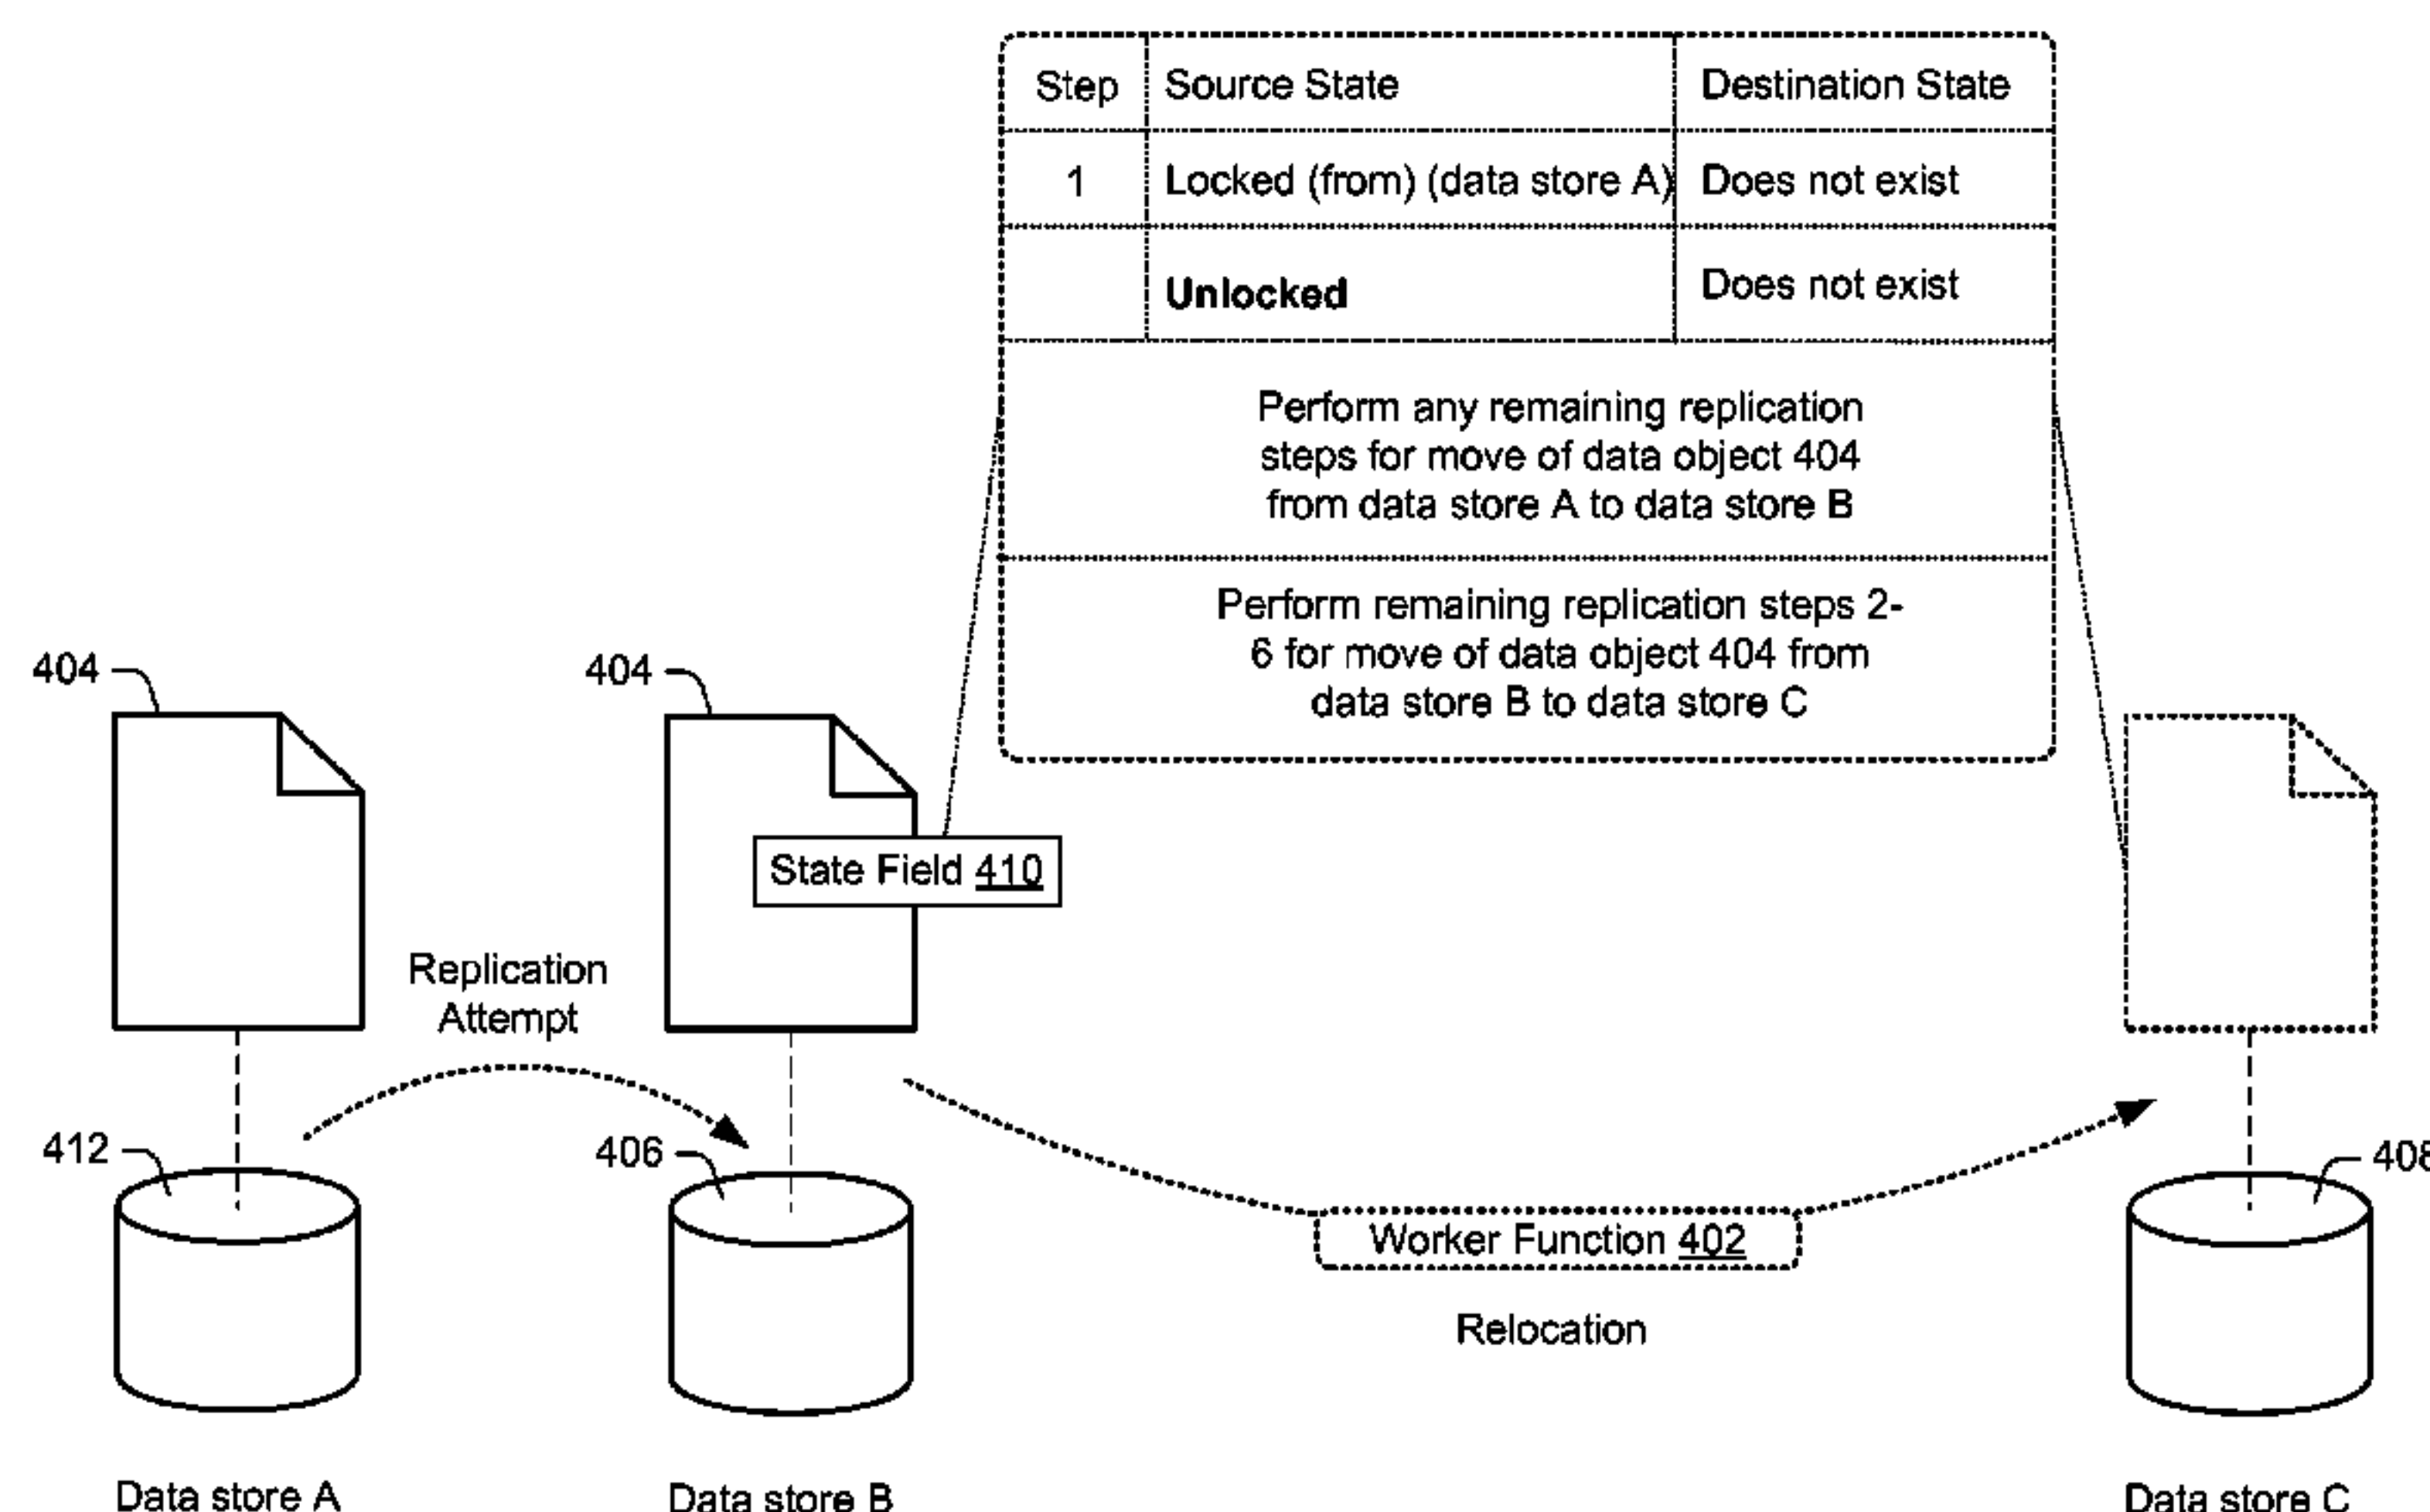 Step Source State Destination State
1 Locked (from) (data store A) Does not exist
Unlocked Does not exist
Perform any remaining replication
steps for move of data object 404
from data store A to data store B
Perform remaining replication steps 2-
6 for move of data object 404 from
data store B to data store C
404
404
State Field 410
Replication
Attempt
412
406
408
Worker Function 402
Relocation
Data store A
Data store B
Data store C